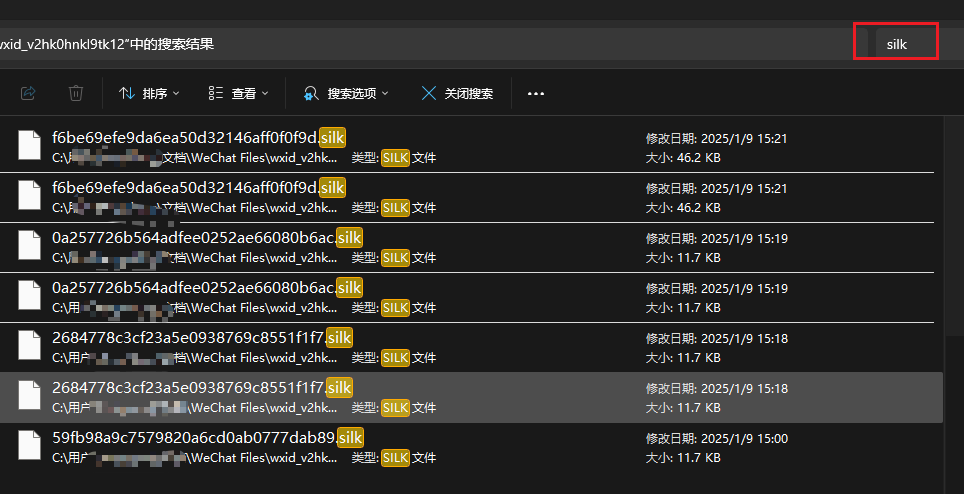 wxid_v2hk0hnkl9tk12"中的搜索结果
silk
排序 查看 搜索选项 关闭搜索 •••
f6be69efe9da6ea50d32146aff0f0f9d.silk 修改日期: 2025/1/9 15:21
C:\用 文档\WeChat Files\wxid_v2hk... 类型: SILK 文件 大小: 46.2 KB
f6be69efe9da6ea50d32146aff0f0f9d.silk 修改日期: 2025/1/9 15:21
C:\用 文档\WeChat Files\wxid_v2hk... 类型: SILK 文件 大小: 46.2 KB
0a257726b564adfee0252ae66080b6ac.silk 修改日期: 2025/1/9 15:19
C:\ 文档\WeChat Files\wxid_v2hk... 类型: SILK 文件 大小: 11.7 KB
0a257726b564adfee0252ae66080b6ac.silk 修改日期: 2025/1/9 15:19
C:\用 文档\WeChat Files\wxid_v2hk... 类型: SILK 文件 大小: 11.7 KB
2684778c3cf23a5e0938769c8551f1f7.silk 修改日期: 2025/1/9 15:18
C:\用户 \WeChat Files\wxid_v2hk... 类型: SILK 文件 大小: 11.7 KB
2684778c3cf23a5e0938769c8551f1f7.silk 修改日期: 2025/1/9 15:18
C:\用户 \WeChat Files\wxid_v2hk... 类型: SILK 文件 大小: 11.7 KB
59fb98a9c7579820a6cd0ab0777dab89.silk 修改日期: 2025/1/9 15:00
C:\用户 \WeChat Files\wxid_v2hk... 类型: SILK 文件 大小: 11.7 KB